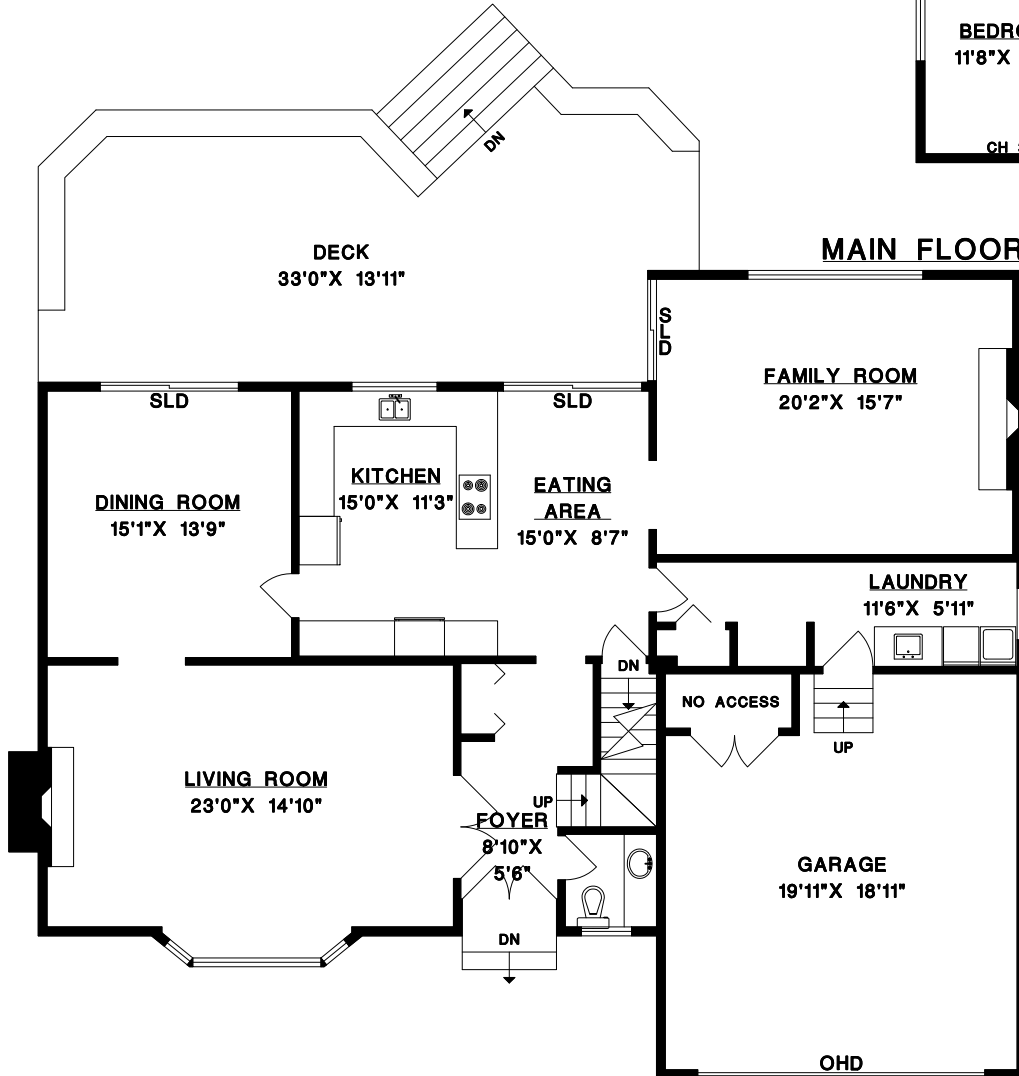 BEDRO
11'8"X
CH
DN
DECK
33'0"X 13'11"
MAIN FLOOR
SLD
FAMILY ROOM
20'2"X 15'7"
SLD
SLD
KITCHEN
15'0"X 11'3"
EATING
AREA
15'0"X 8'7"
DINING ROOM
15'1"X 13'9"
LAUNDRY
11'6"X 5'11"
DN
NO ACCESS
UP
LIVING ROOM
23'0"X 14'10"
UP
FOYER
8'10"X
5'6"
GARAGE
19'11"X 18'11"
DN
OHD